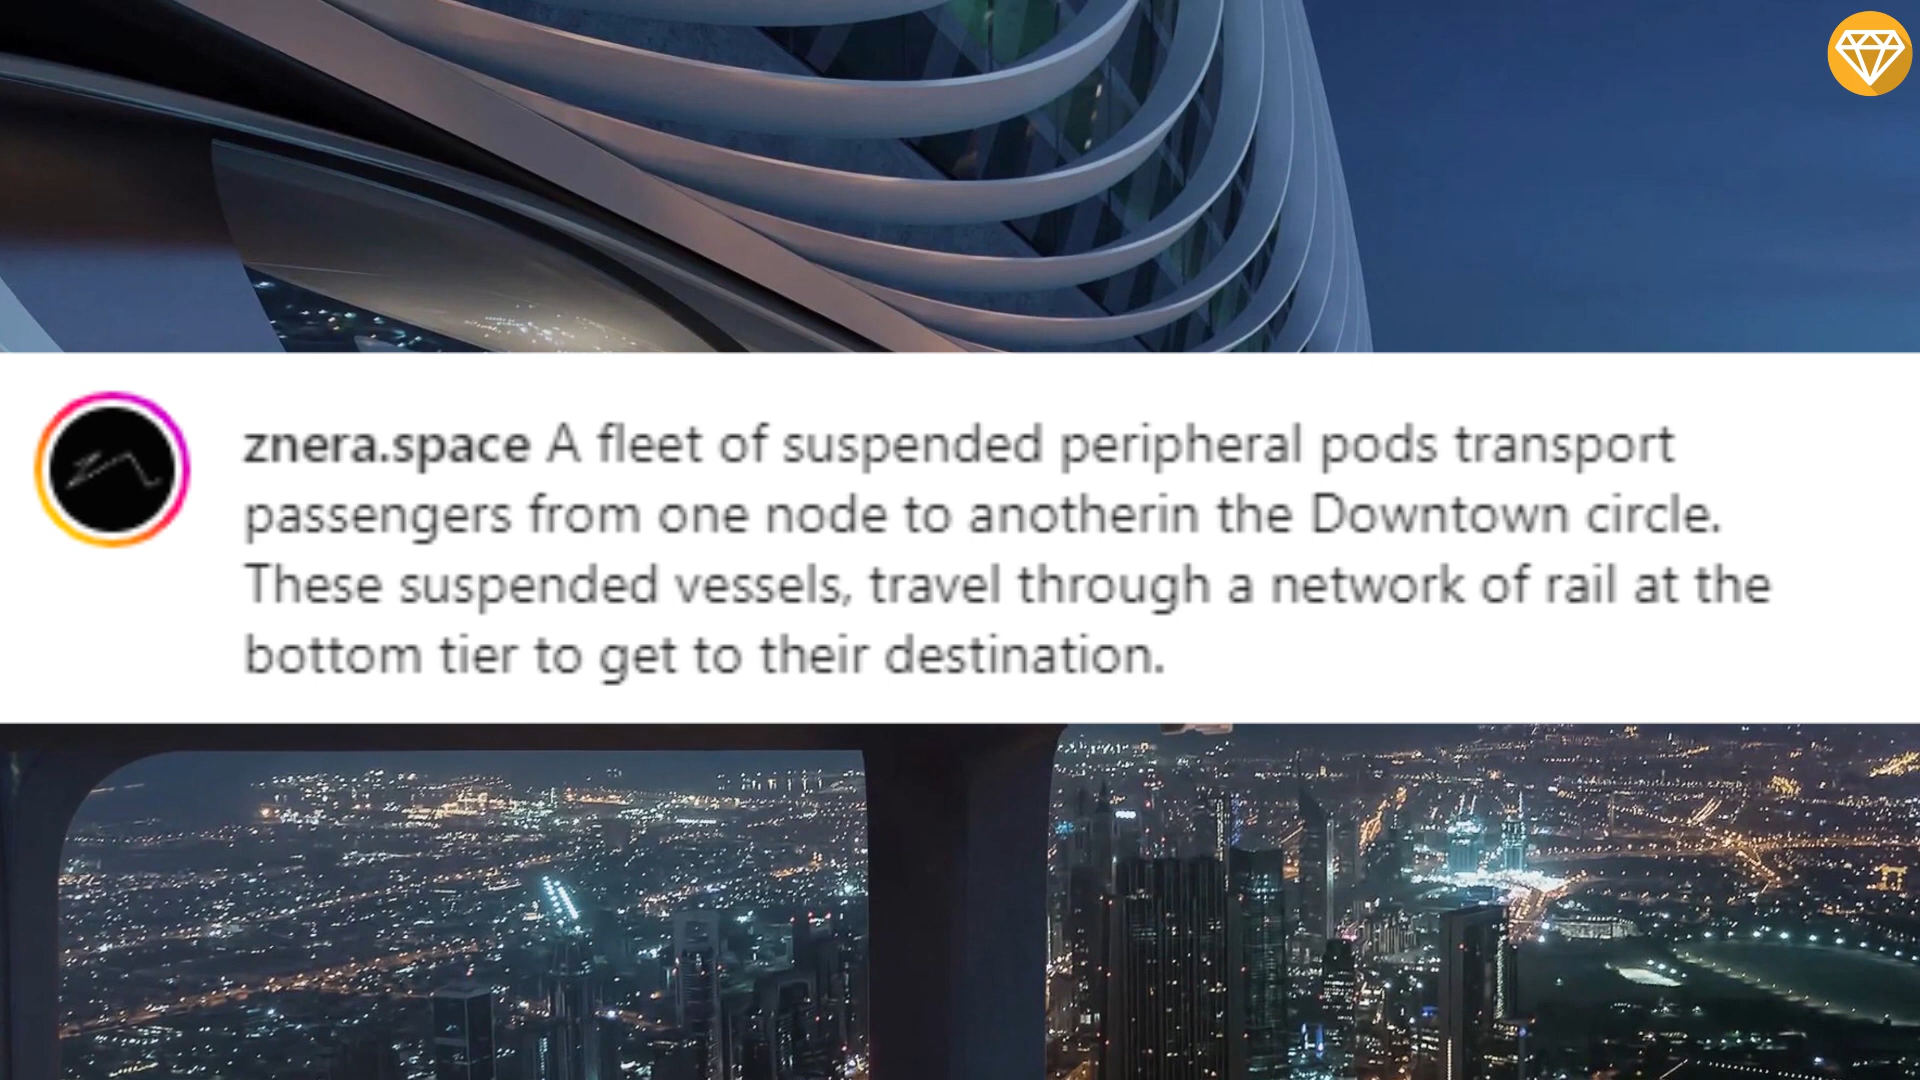 znera.space A fleet of suspended peripheral pods transport
passengers from one node to anotherin the Downtown circle.
These suspended vessels, travel through a network of rail at the
bottom tier to get to their destination.